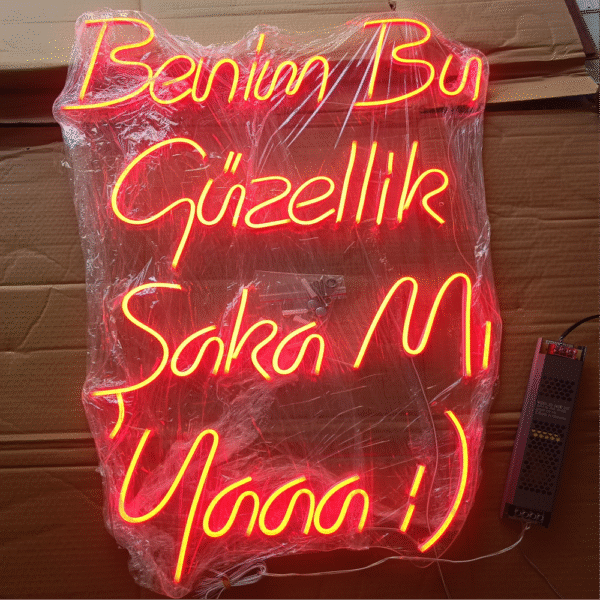 Benim Bu
Güzellik
Şaka Mı
Yaaa :)